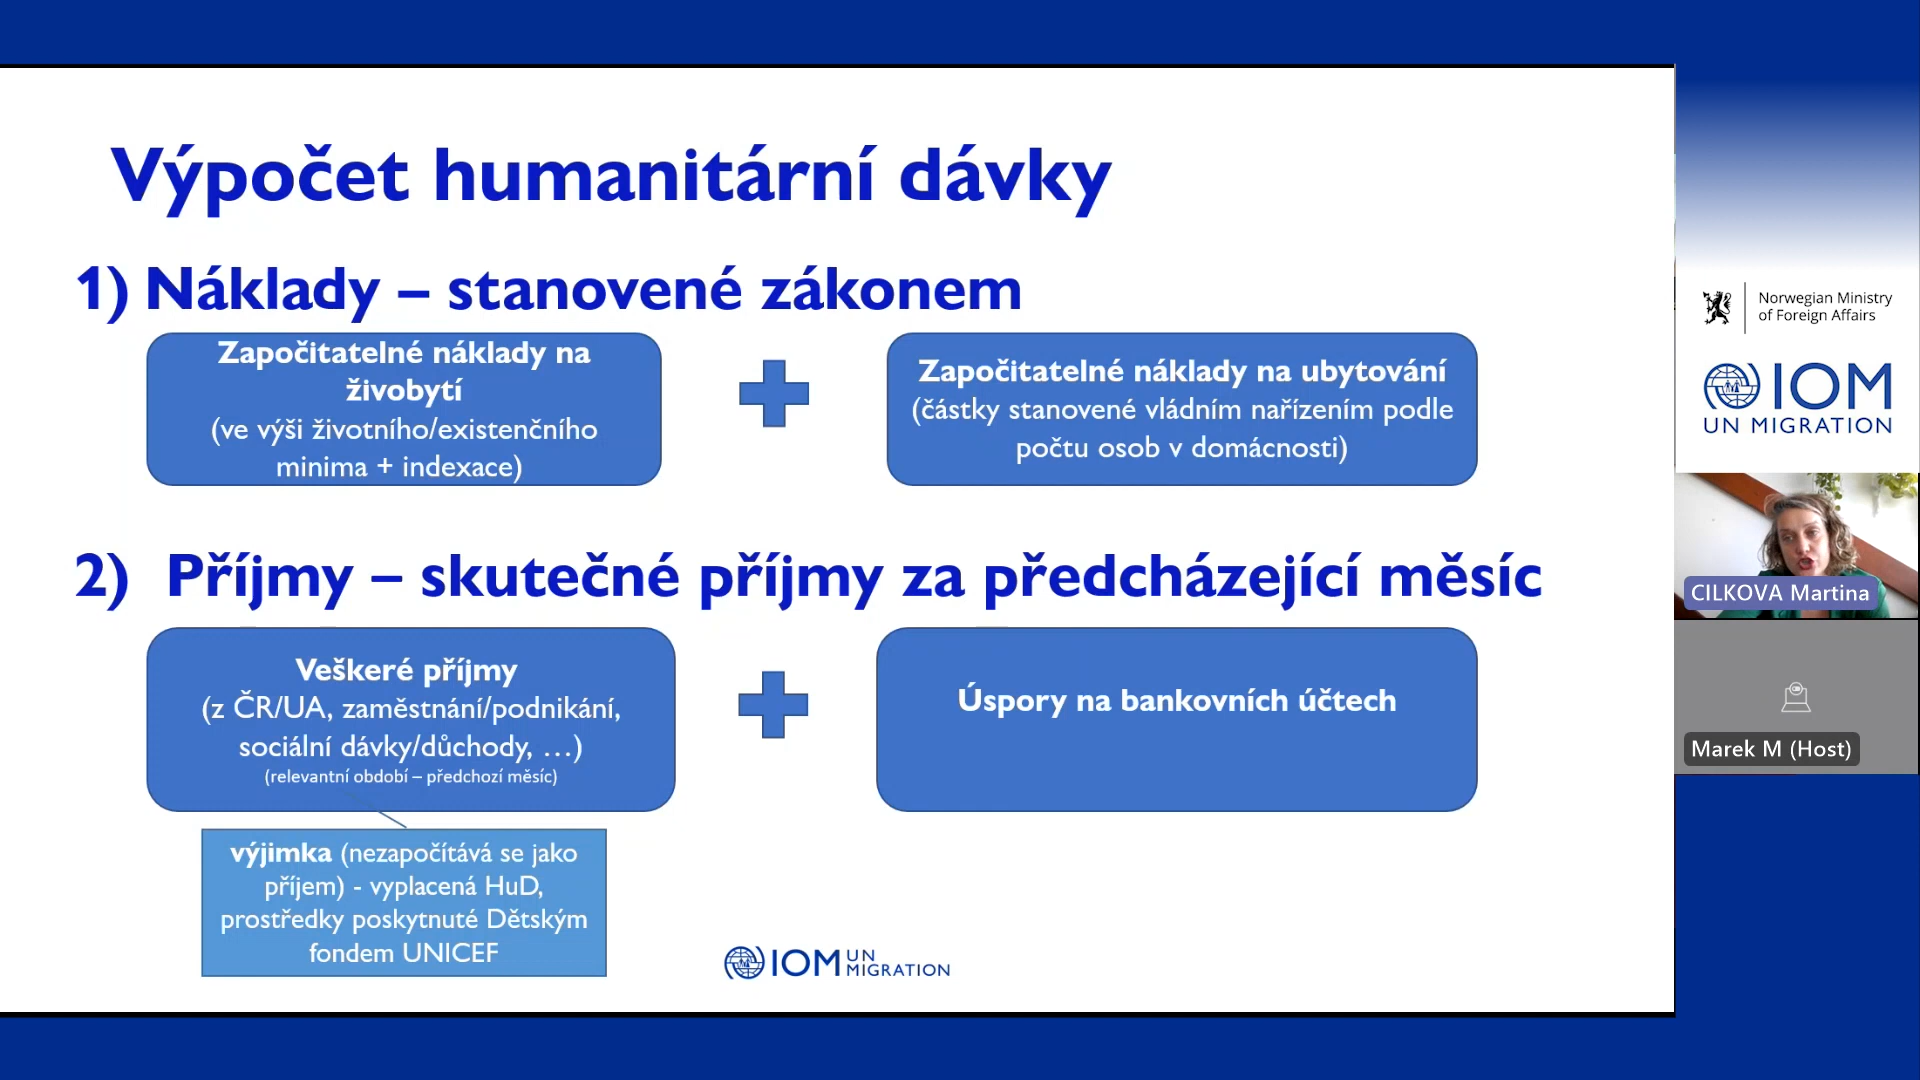 Výpočet humanitární dávky
1) Náklady – stanovené zákonem
Započitatelné náklady na
živobytí
(ve výši životního/existenčního
minima + indexace)
Započitatelné náklady na ubytování
(částky stanovené vládním nařízením podle
počtu osob v domácnosti)
2) Příjmy – skutečné příjmy za předcházející měsíc
Veškeré příjmy
(z ČR/UA, zaměstnání/podnikání,
sociální dávky/důchody, …)
(relevantní období – předchozí měsíc)
Úspory na bankovních účtech
výjimka (nezapočítává se jako
příjem) - vyplacená HuD,
prostředky poskytnuté Dětským
fondem UNICEF
IOM UN
MIGRATION
Norwegian Ministry
of Foreign Affairs
IOM
UN MIGRATION
CILKOVA Martina
Marek M (Host)